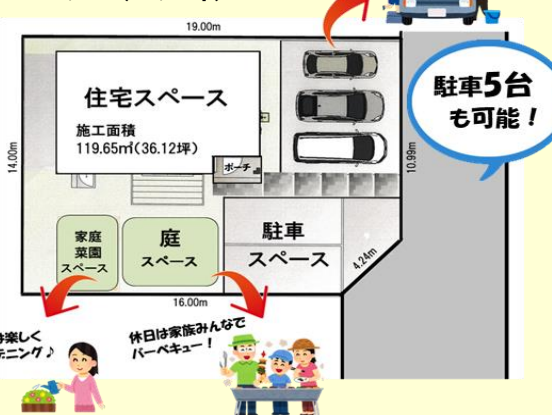 19.00m
駐車5台
も可能！
住宅スペース
施工面積
119.65㎡(36.12坪)
ポーチ
14.00m
10.99m
家庭
菜園
スペース
庭
スペース
駐車
スペース
4.24m
16.00m
は楽しく
デニング♪
休日は家族みんなで
バーベキュー！